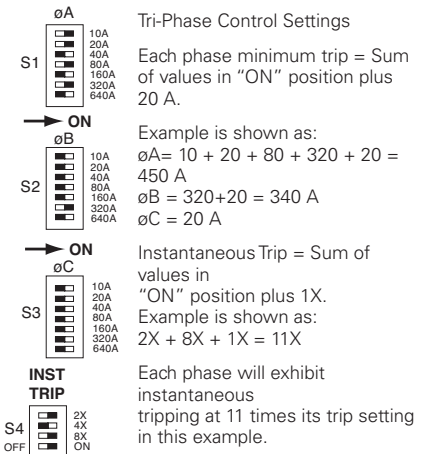 øA
S1
10A
20A
40A
80A
160A
320A
640A
ON
øB
S2
10A
20A
40A
80A
160A
320A
640A
ON
øC
S3
10A
20A
40A
80A
160A
320A
640A
INST
TRIP
S4
OFF
2X
4X
8X
ON
Tri-Phase Control Settings
Each phase minimum trip = Sum
of values in “ON” position plus
20 A.
Example is shown as:
øA= 10 + 20 + 80 + 320 + 20 =
450 A
øB = 320+20 = 340 A
øC = 20 A
Instantaneous Trip = Sum of
values in
“ON” position plus 1X.
Example is shown as:
2X + 8X + 1X = 11X
Each phase will exhibit
instantaneous
tripping at 11 times its trip setting
in this example.